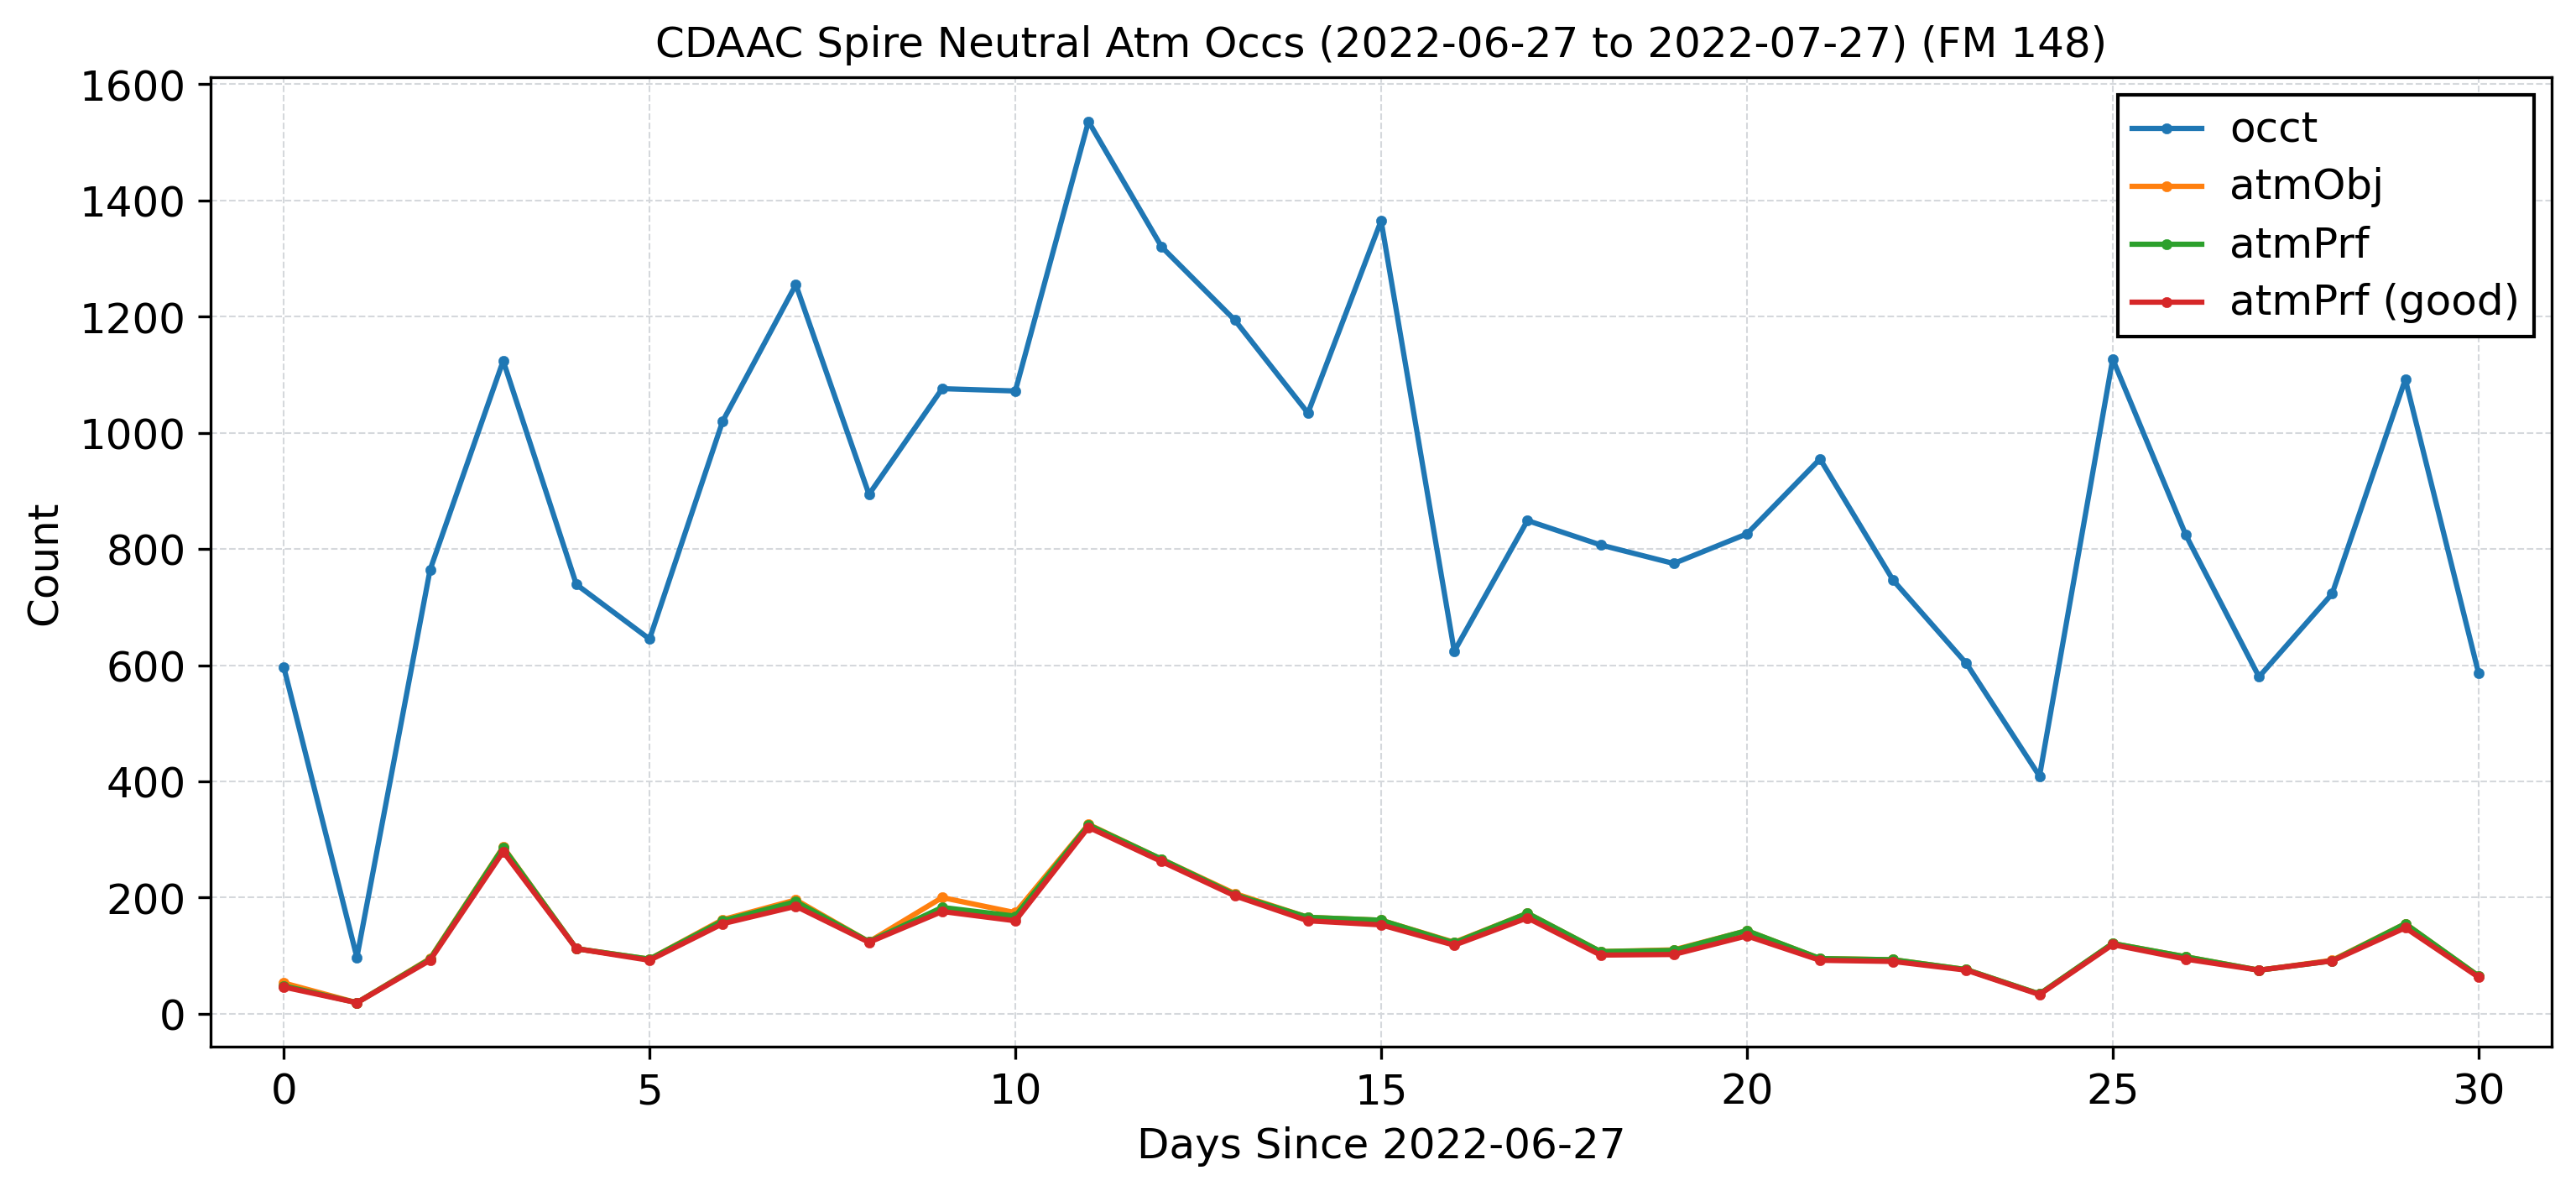 CDAAC Spire Neutral Atm Occs (2022-06-27 to 2022-07-27) (FM 148)
1600
1400
1200
1000
800
600
400
200
0
Count
occt
atmObj
atmPrf
atmPrf (good)
0 5 10 15 20 25 30
Days Since 2022-06-27